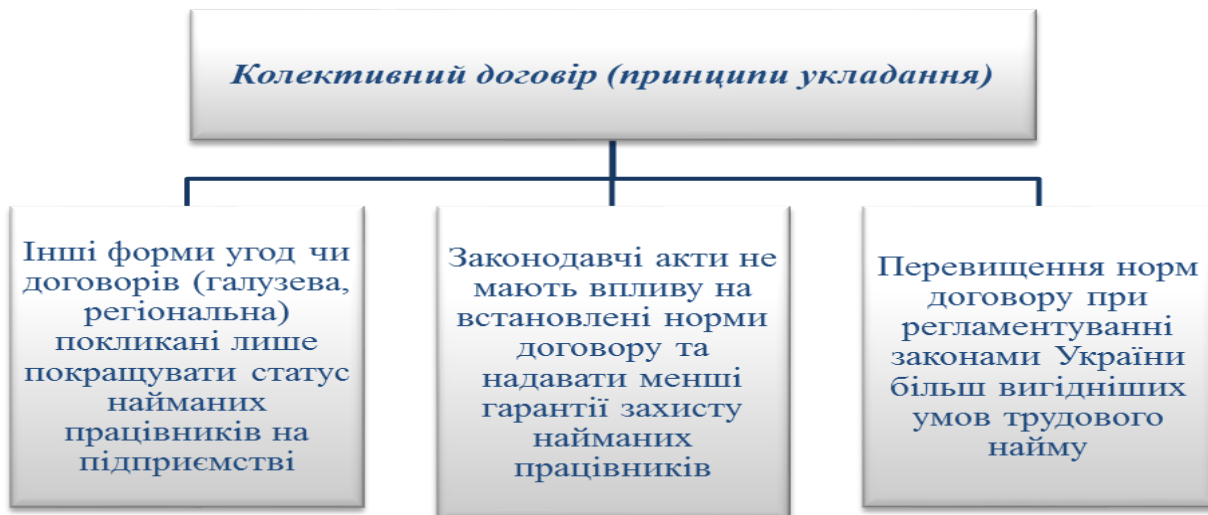 Колективний договір (принципи укладання)
Інші форми угод чи
договорів (галузева,
регіональна)
покликані лише
покращувати статус
найманих
працівників на
підприємстві
Законодавчі акти не
мають впливу на
встановлені норми
договору та
надавати менші
гарантії захисту
найманих
працівників
Перевищення норм
договору при
регламентуванні
законами України
більш вигідніших
умов трудового
найму